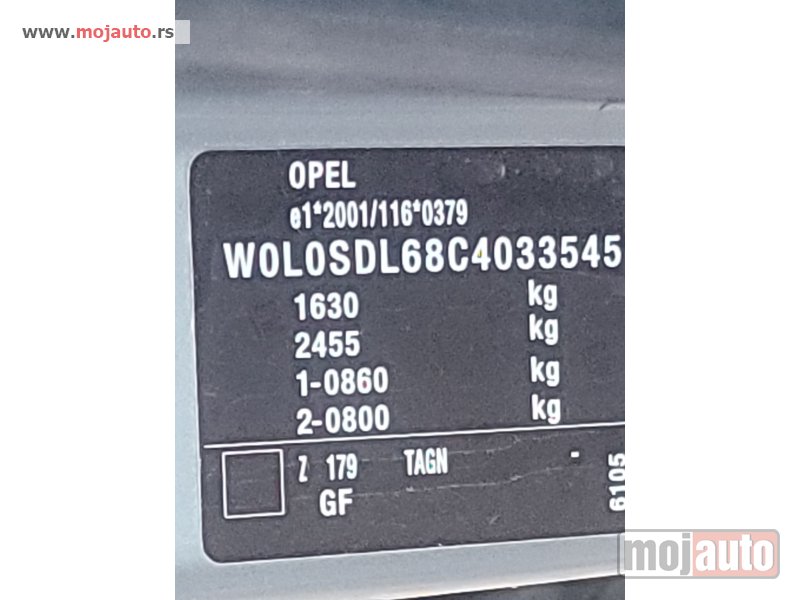 www.mojauto.rs
OPEL
e1*2001/116*0379
W0L0SDL68C4033545
1630 kg
2455 kg
1-0860 kg
2-0800 kg
Z 179 TAGN -
GF
6105
mojauto